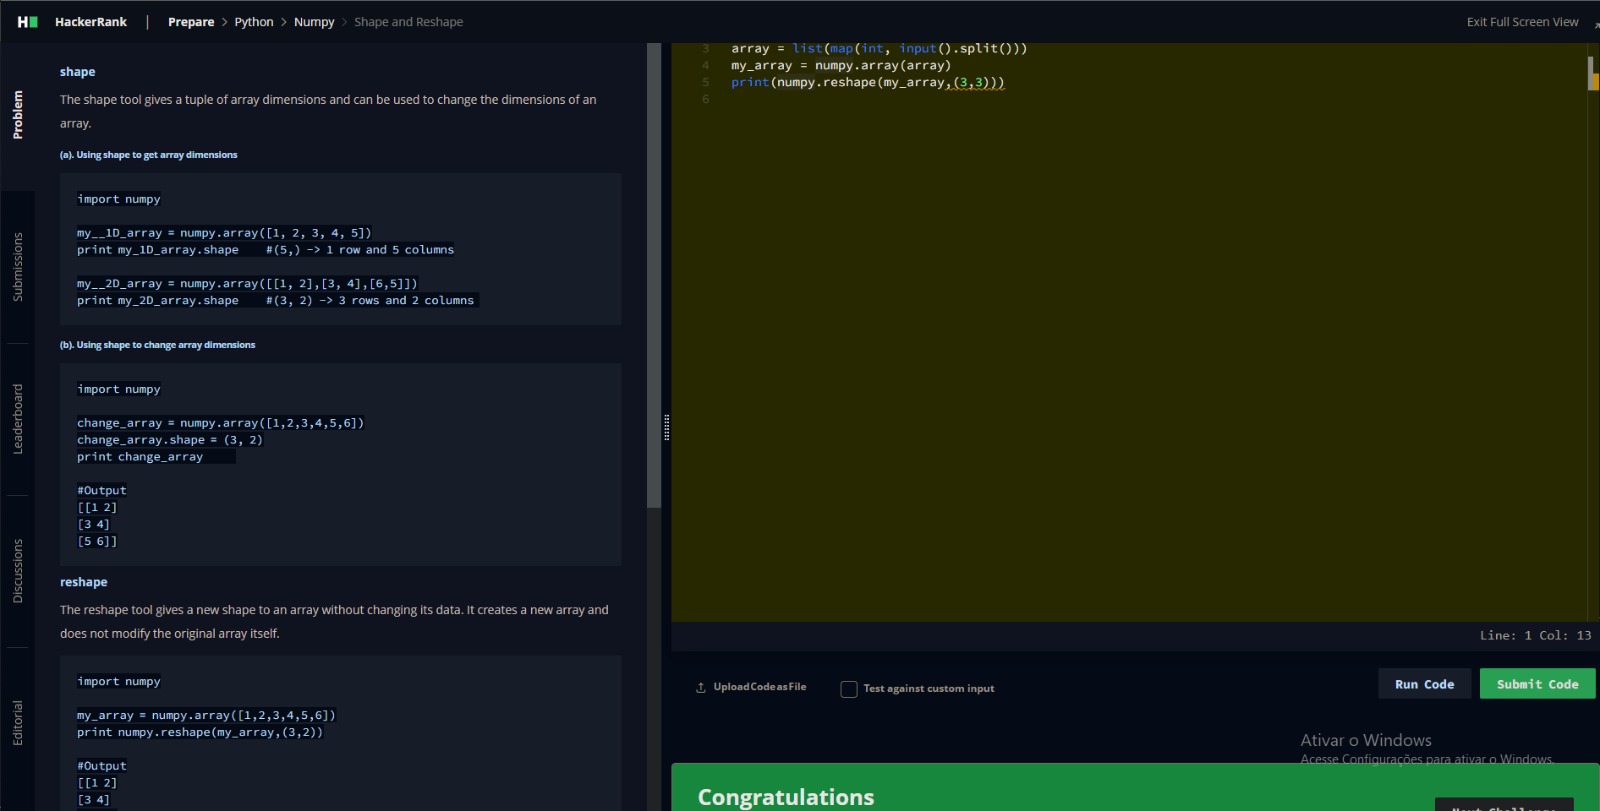 H HackerRank | Prepare > Python > Numpy > Shape and Reshape Exit Full Screen View
Problem
Submissions
Leaderboard
Discussions
Editorial
shape
The shape tool gives a tuple of array dimensions and can be used to change the dimensions of an
array.
(a). Using shape to get array dimensions
import numpy
my__1D_array = numpy.array([1, 2, 3, 4, 5])
print my_1D_array.shape #(5,) -> 1 row and 5 columns
my__2D_array = numpy.array([[1, 2],[3, 4],[6,5]])
print my_2D_array.shape #(3, 2) -> 3 rows and 2 columns
(b). Using shape to change array dimensions
import numpy
change_array = numpy.array([1,2,3,4,5,6])
change_array.shape = (3, 2)
print change_array
#Output
[[1 2]
[3 4]
[5 6]]
reshape
The reshape tool gives a new shape to an array without changing its data. It creates a new array and
does not modify the original array itself.
import numpy
my_array = numpy.array([1,2,3,4,5,6])
print numpy.reshape(my_array,(3,2))
#Output
[[1 2]
[3 4]
3 array = list(map(int, input().split()))
4 my_array = numpy.array(array)
5 print(numpy.reshape(my_array,(3,3)))
6
Line: 1 Col: 13
Upload Code as File
Test against custom input
Run Code
Submit Code
Ativar o Windows
Acesse Configurações para ativar o Windows.
Congratulations
Next Challenge